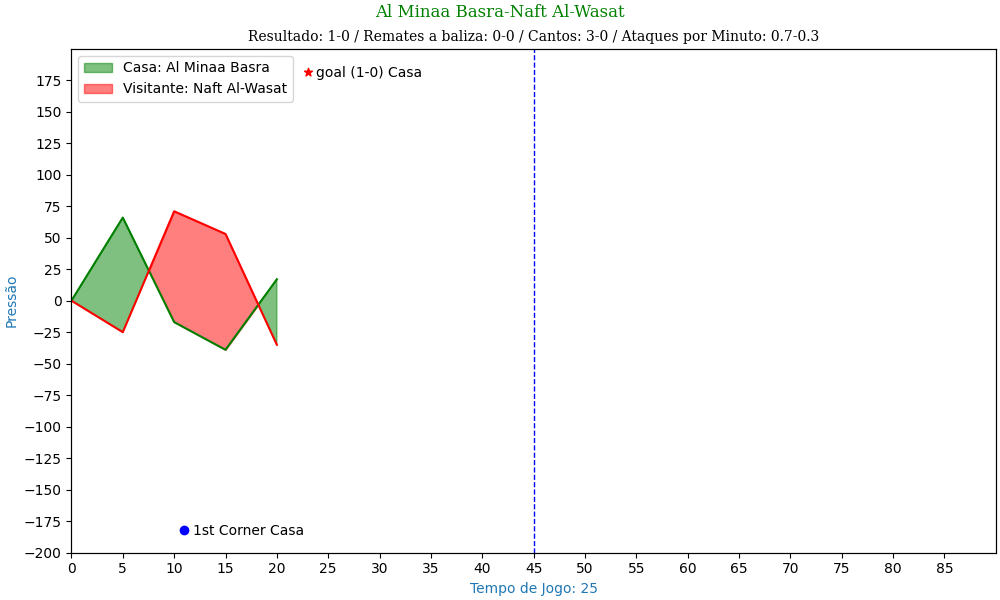 Al Minaa Basra-Naft Al-Wasat
Resultado: 1-0 / Remates a baliza: 0-0 / Cantos: 3-0 / Ataques por Minuto: 0.7-0.3
Casa: Al Minaa Basra
Visitante: Naft Al-Wasat
goal (1-0) Casa
1st Corner Casa
Pressão
175
150
125
100
75
50
25
0
−25
−50
−75
−100
−125
−150
−175
−200
0 5 10 15 20 25 30 35 40 45 50 55 60 65 70 75 80 85
Tempo de Jogo: 25